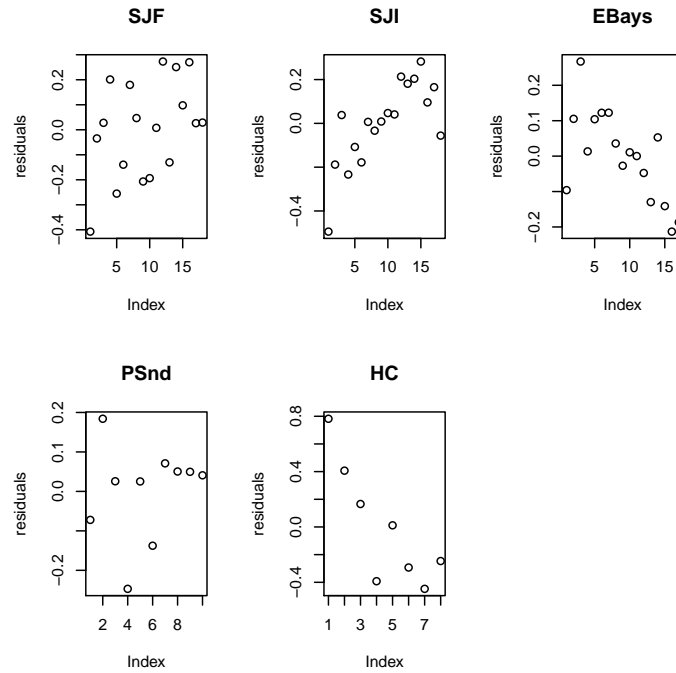 SJF
residuals
−0.4 −0.2 0.0 0.2
5 10 15
Index
SJI
residuals
−0.4 0.0 0.2
5 10 15
Index
EBays
residuals
−0.2 0.0 0.1 0.2
5 10 15
Index
PSnd
residuals
−0.2 0.0 0.1 0.2
2 4 6 8
Index
HC
residuals
−0.4 0.0 0.4 0.8
1 3 5 7
Index